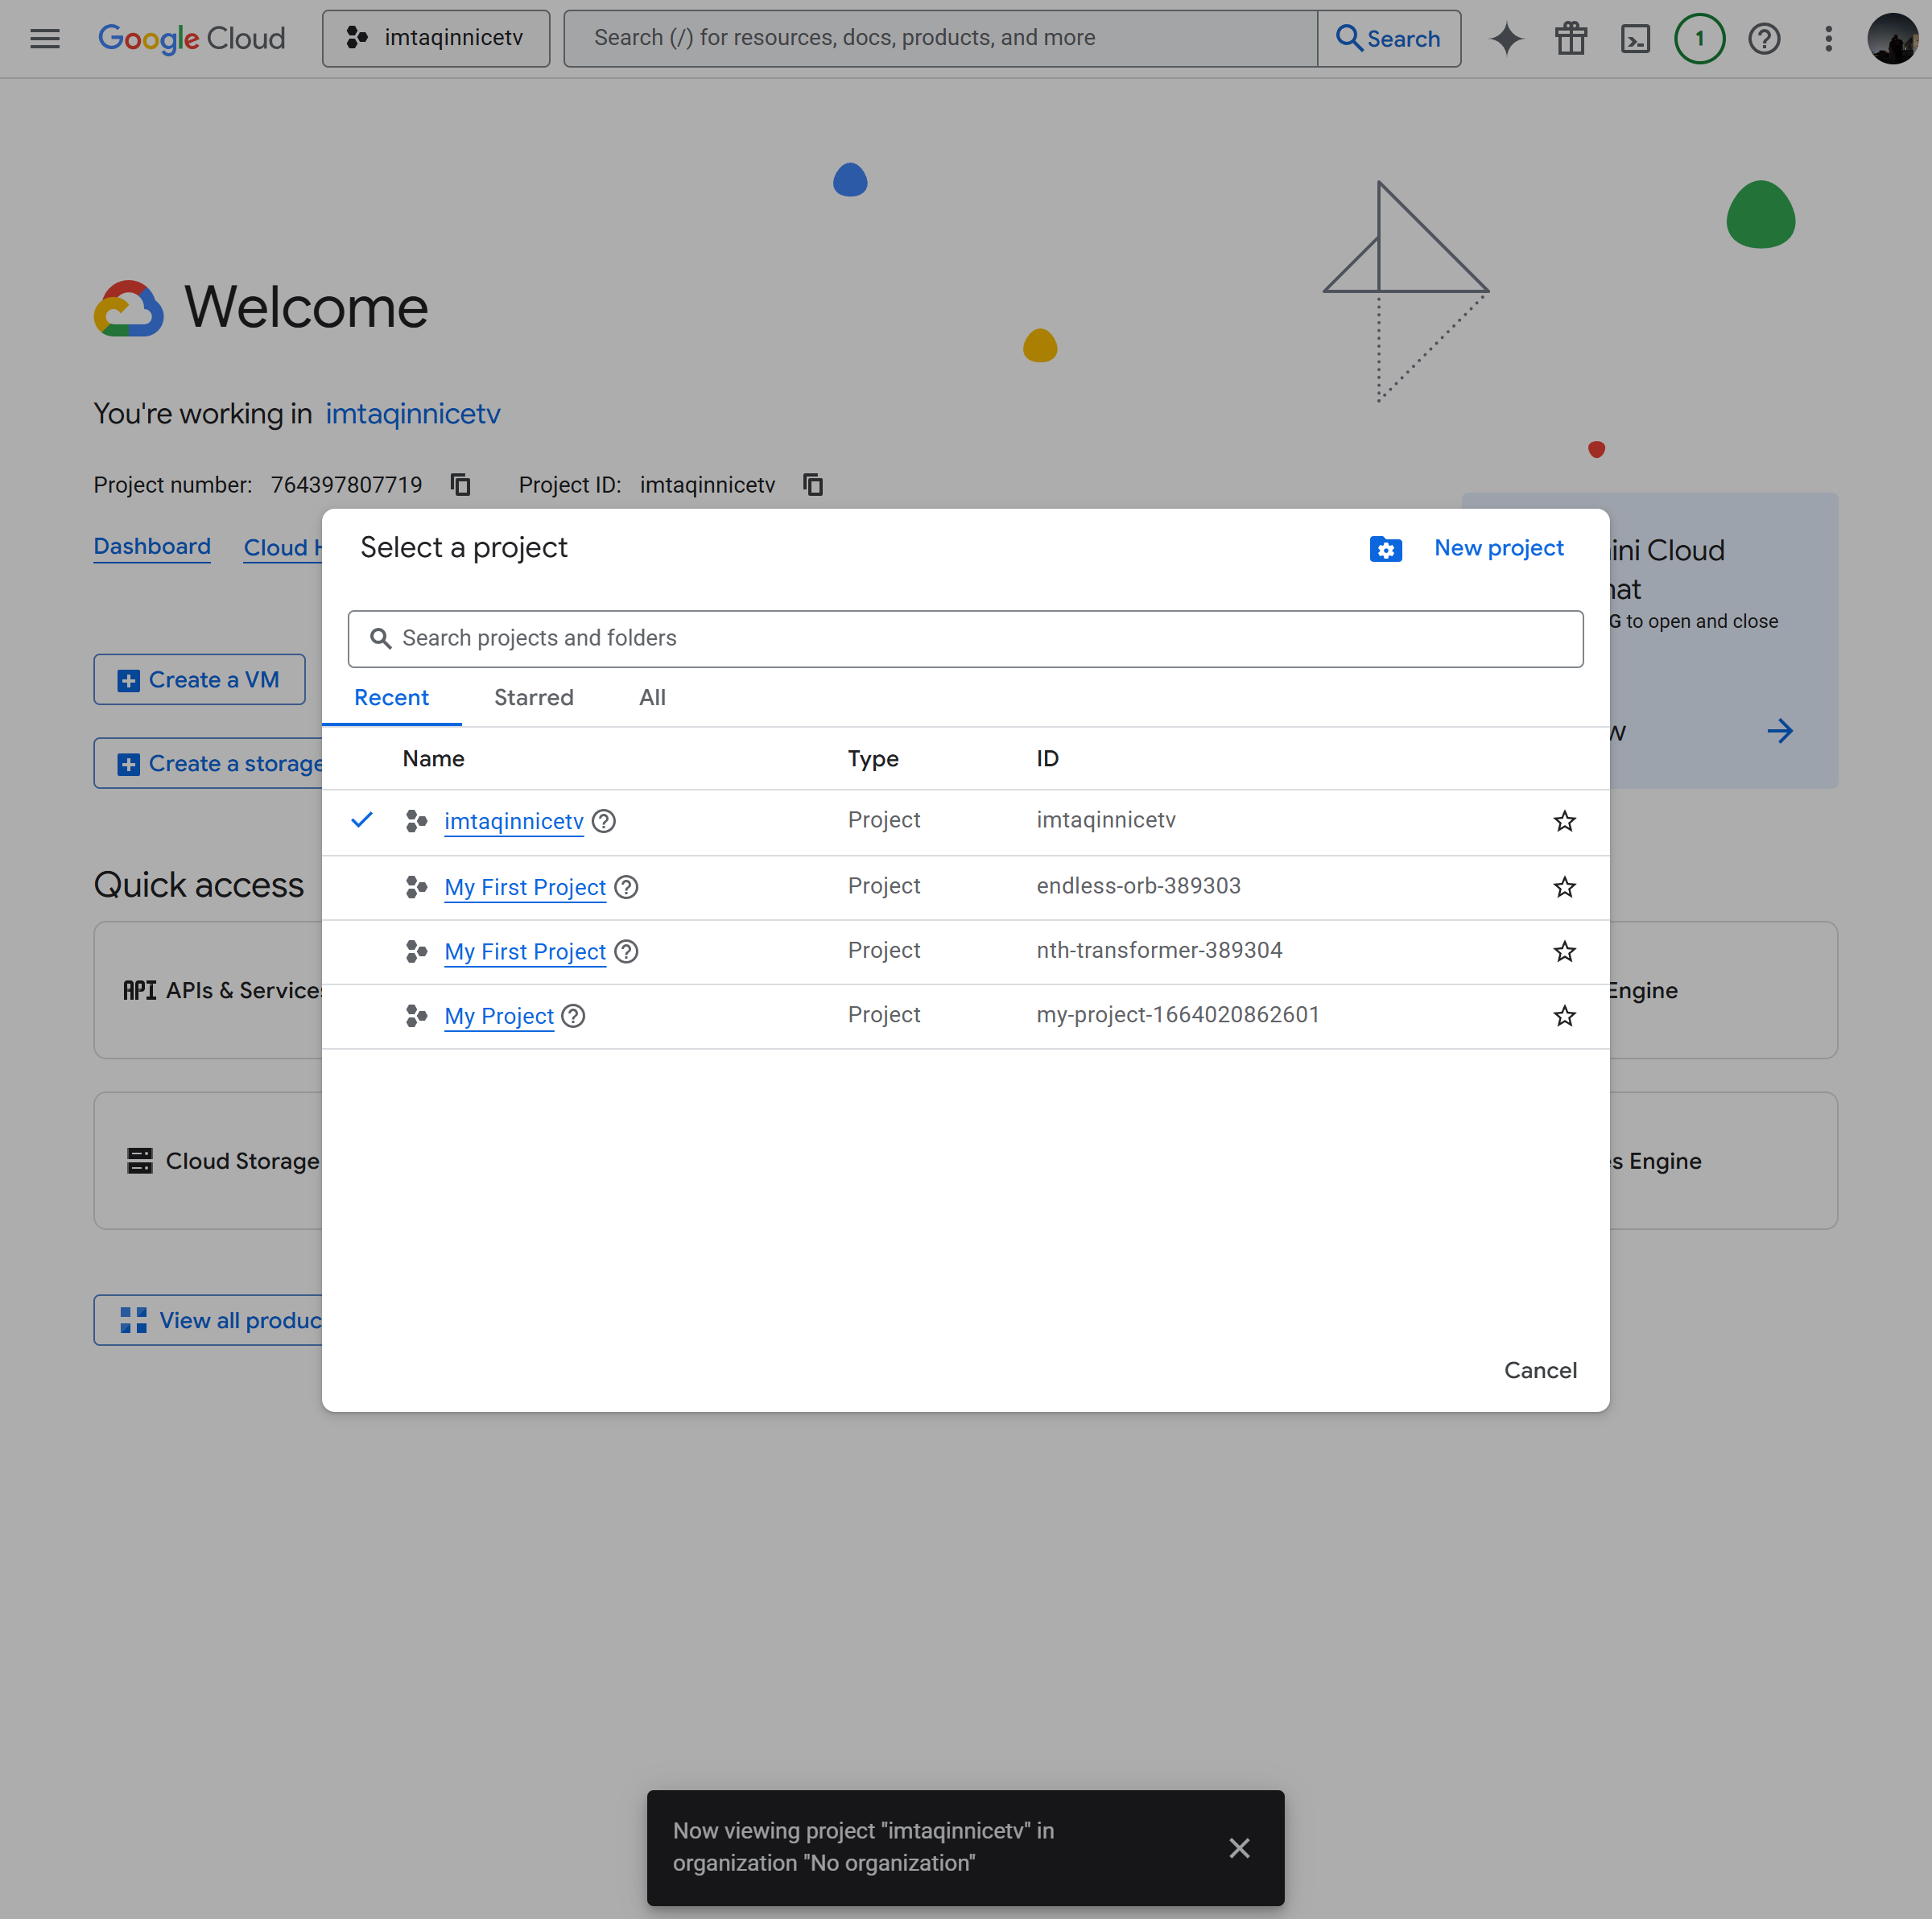 Google Cloud
imtaqinnicetv
Search (/) for resources, docs, products, and more
Search
1
Welcome
You're working in imtaqinnicetv
Project number: 764397807719
Project ID: imtaqinnicetv
Dashboard
Cloud
Create a VM
Create a storage
Quick access
API APIs & Services
Cloud Storage
View all produc
Select a project
New project
Search projects and folders
Recent
Starred
All
Name Type ID
imtaqinnicetv Project imtaqinnicetv
My First Project Project endless-orb-389303
My First Project Project nth-transformer-389304
My Project Project my-project-1664020862601
Cancel
Cloud
G to open and close
Engine
Engine
Now viewing project "imtaqinnicetv" in
organization "No organization"